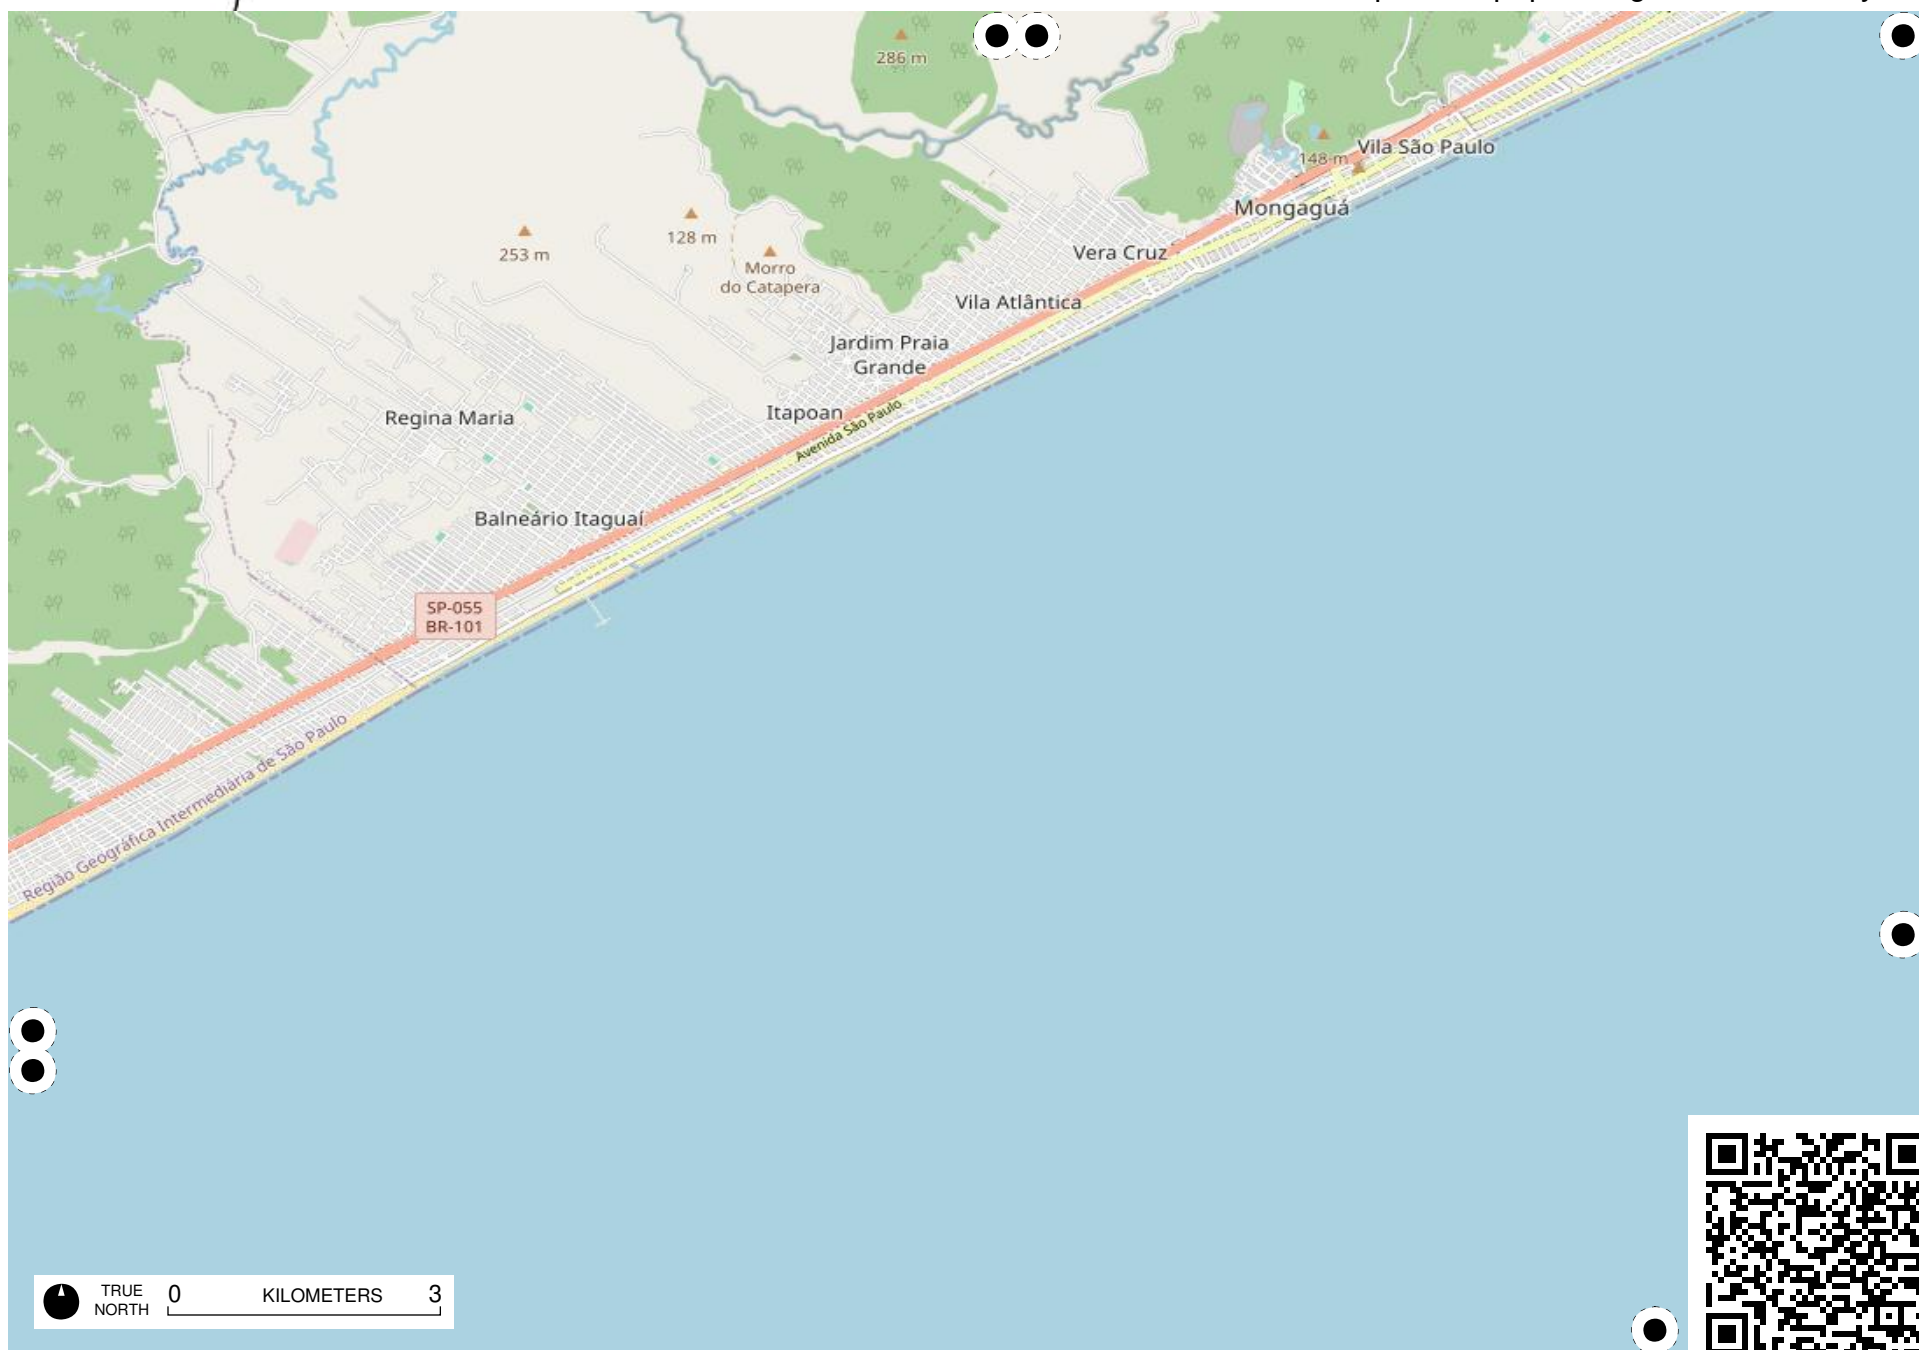 286 m
Vila São Paulo
148 m
Mongaguá
128 m
253 m
Vera Cruz
Morro
do Catapera
Vila Atlântica
Jardim Praia
Grande
Itapoan
Regina Maria
Avenida São Paulo
Balneário Itaguaí
SP-055
BR-101
Região Geográfica Intermediária de São Paulo
TRUE
NORTH
0 KILOMETERS 3